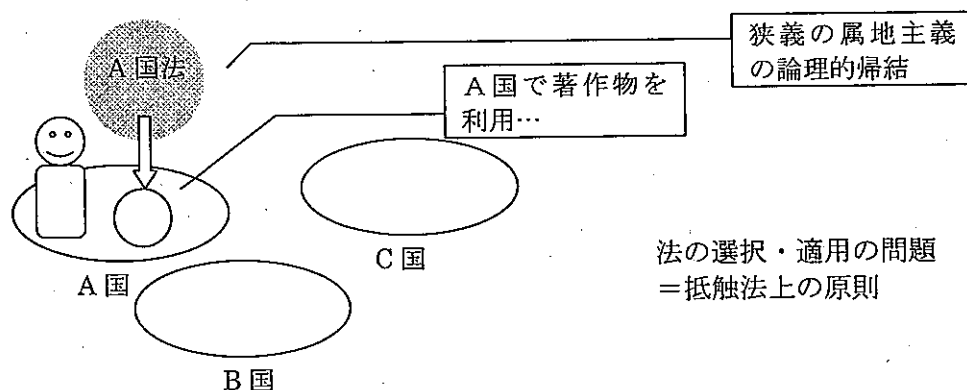 狭義の属地主義
の論理的帰結
A国法
A国で著作物を
利用…
C国
法の選択・適用の問題
＝抵触法上の原則
A国
B国